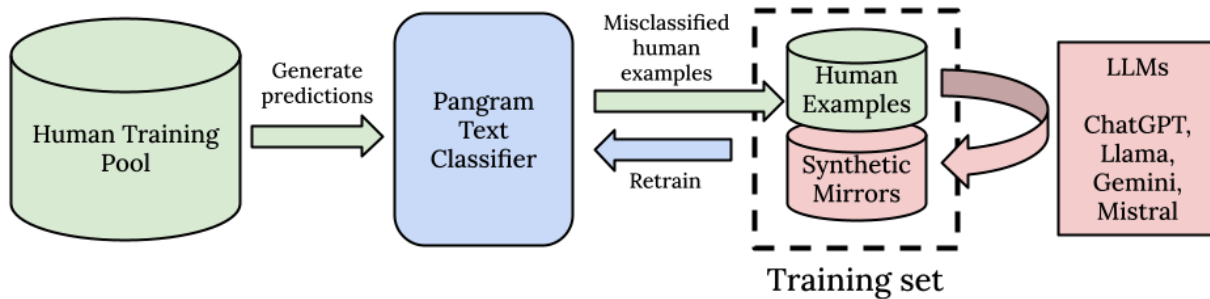 Human Training
Pool
Generate
predictions
Pangram
Text
Classifier
Misclassified
human
examples
Retrain
Human
Examples
Synthetic
Mirrors
Training set
LLMs
ChatGPT,
Llama,
Gemini,
Mistral